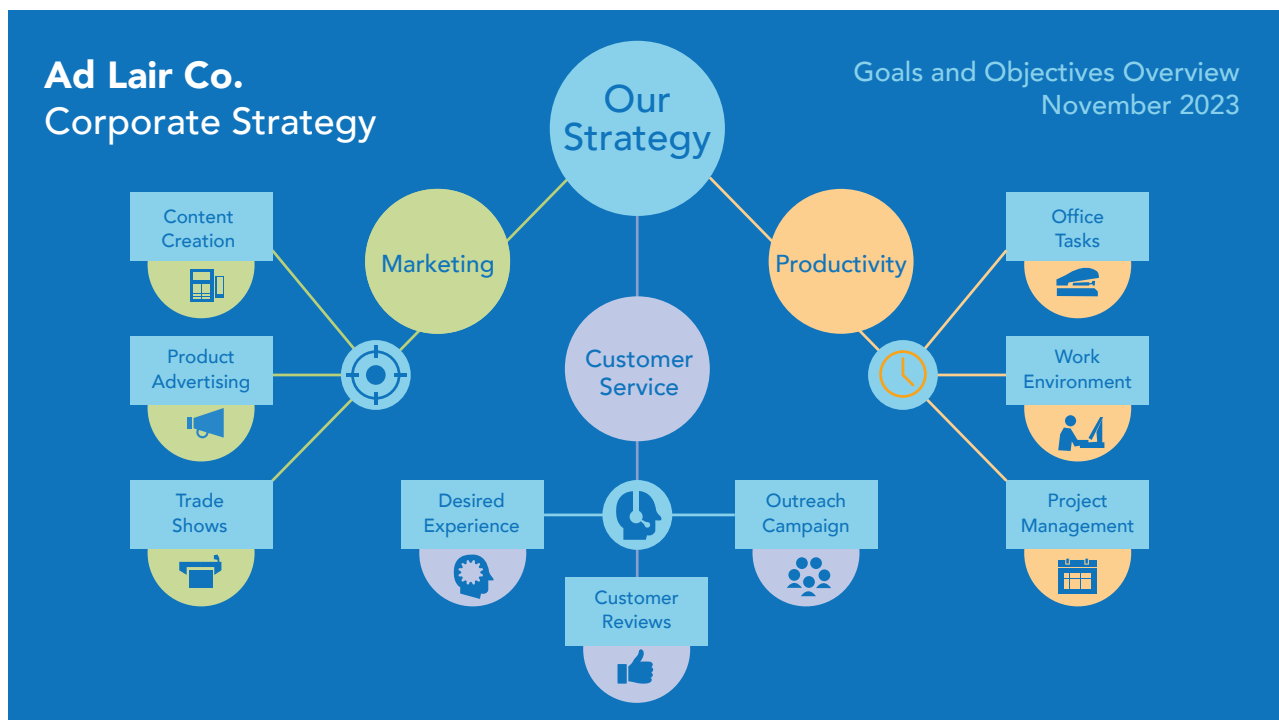 Ad Lair Co.
Corporate Strategy
Goals and Objectives Overview
November 2023
Our
Strategy
Marketing
Content
Creation
Product
Advertising
Trade
Shows
Customer
Service
Desired
Experience
Customer
Reviews
Outreach
Campaign
Productivity
Office
Tasks
Work
Environment
Project
Management